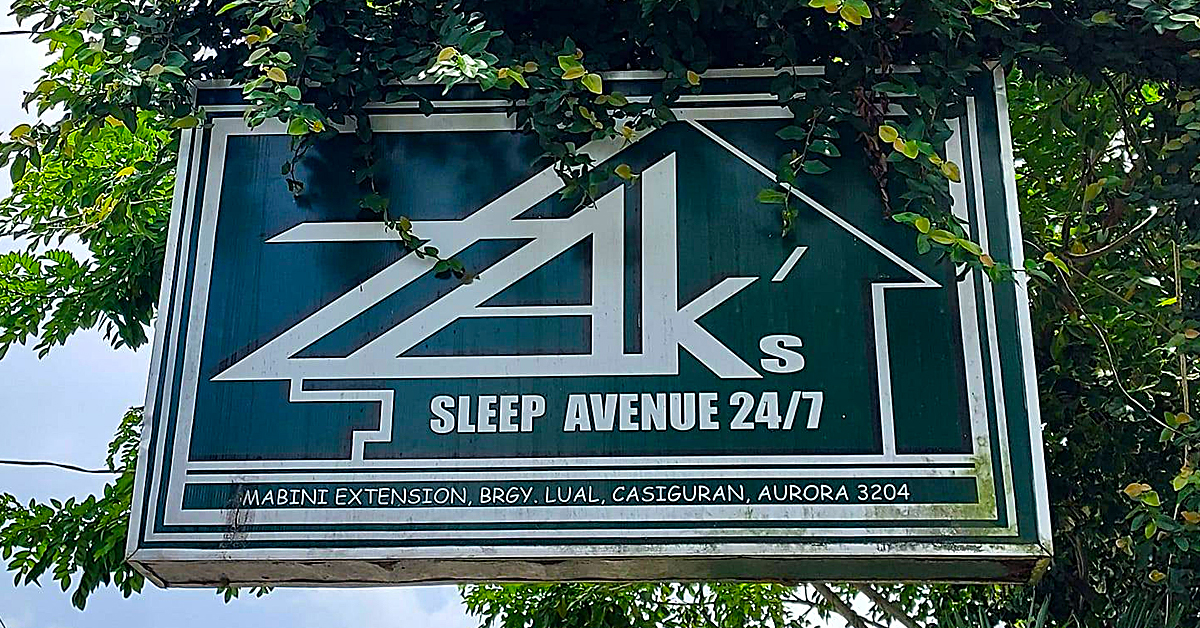 ZAK's
SLEEP AVENUE 24/7
MABINI EXTENSION, BRGY. LUAL, CASIGURAN, AURORA 3204